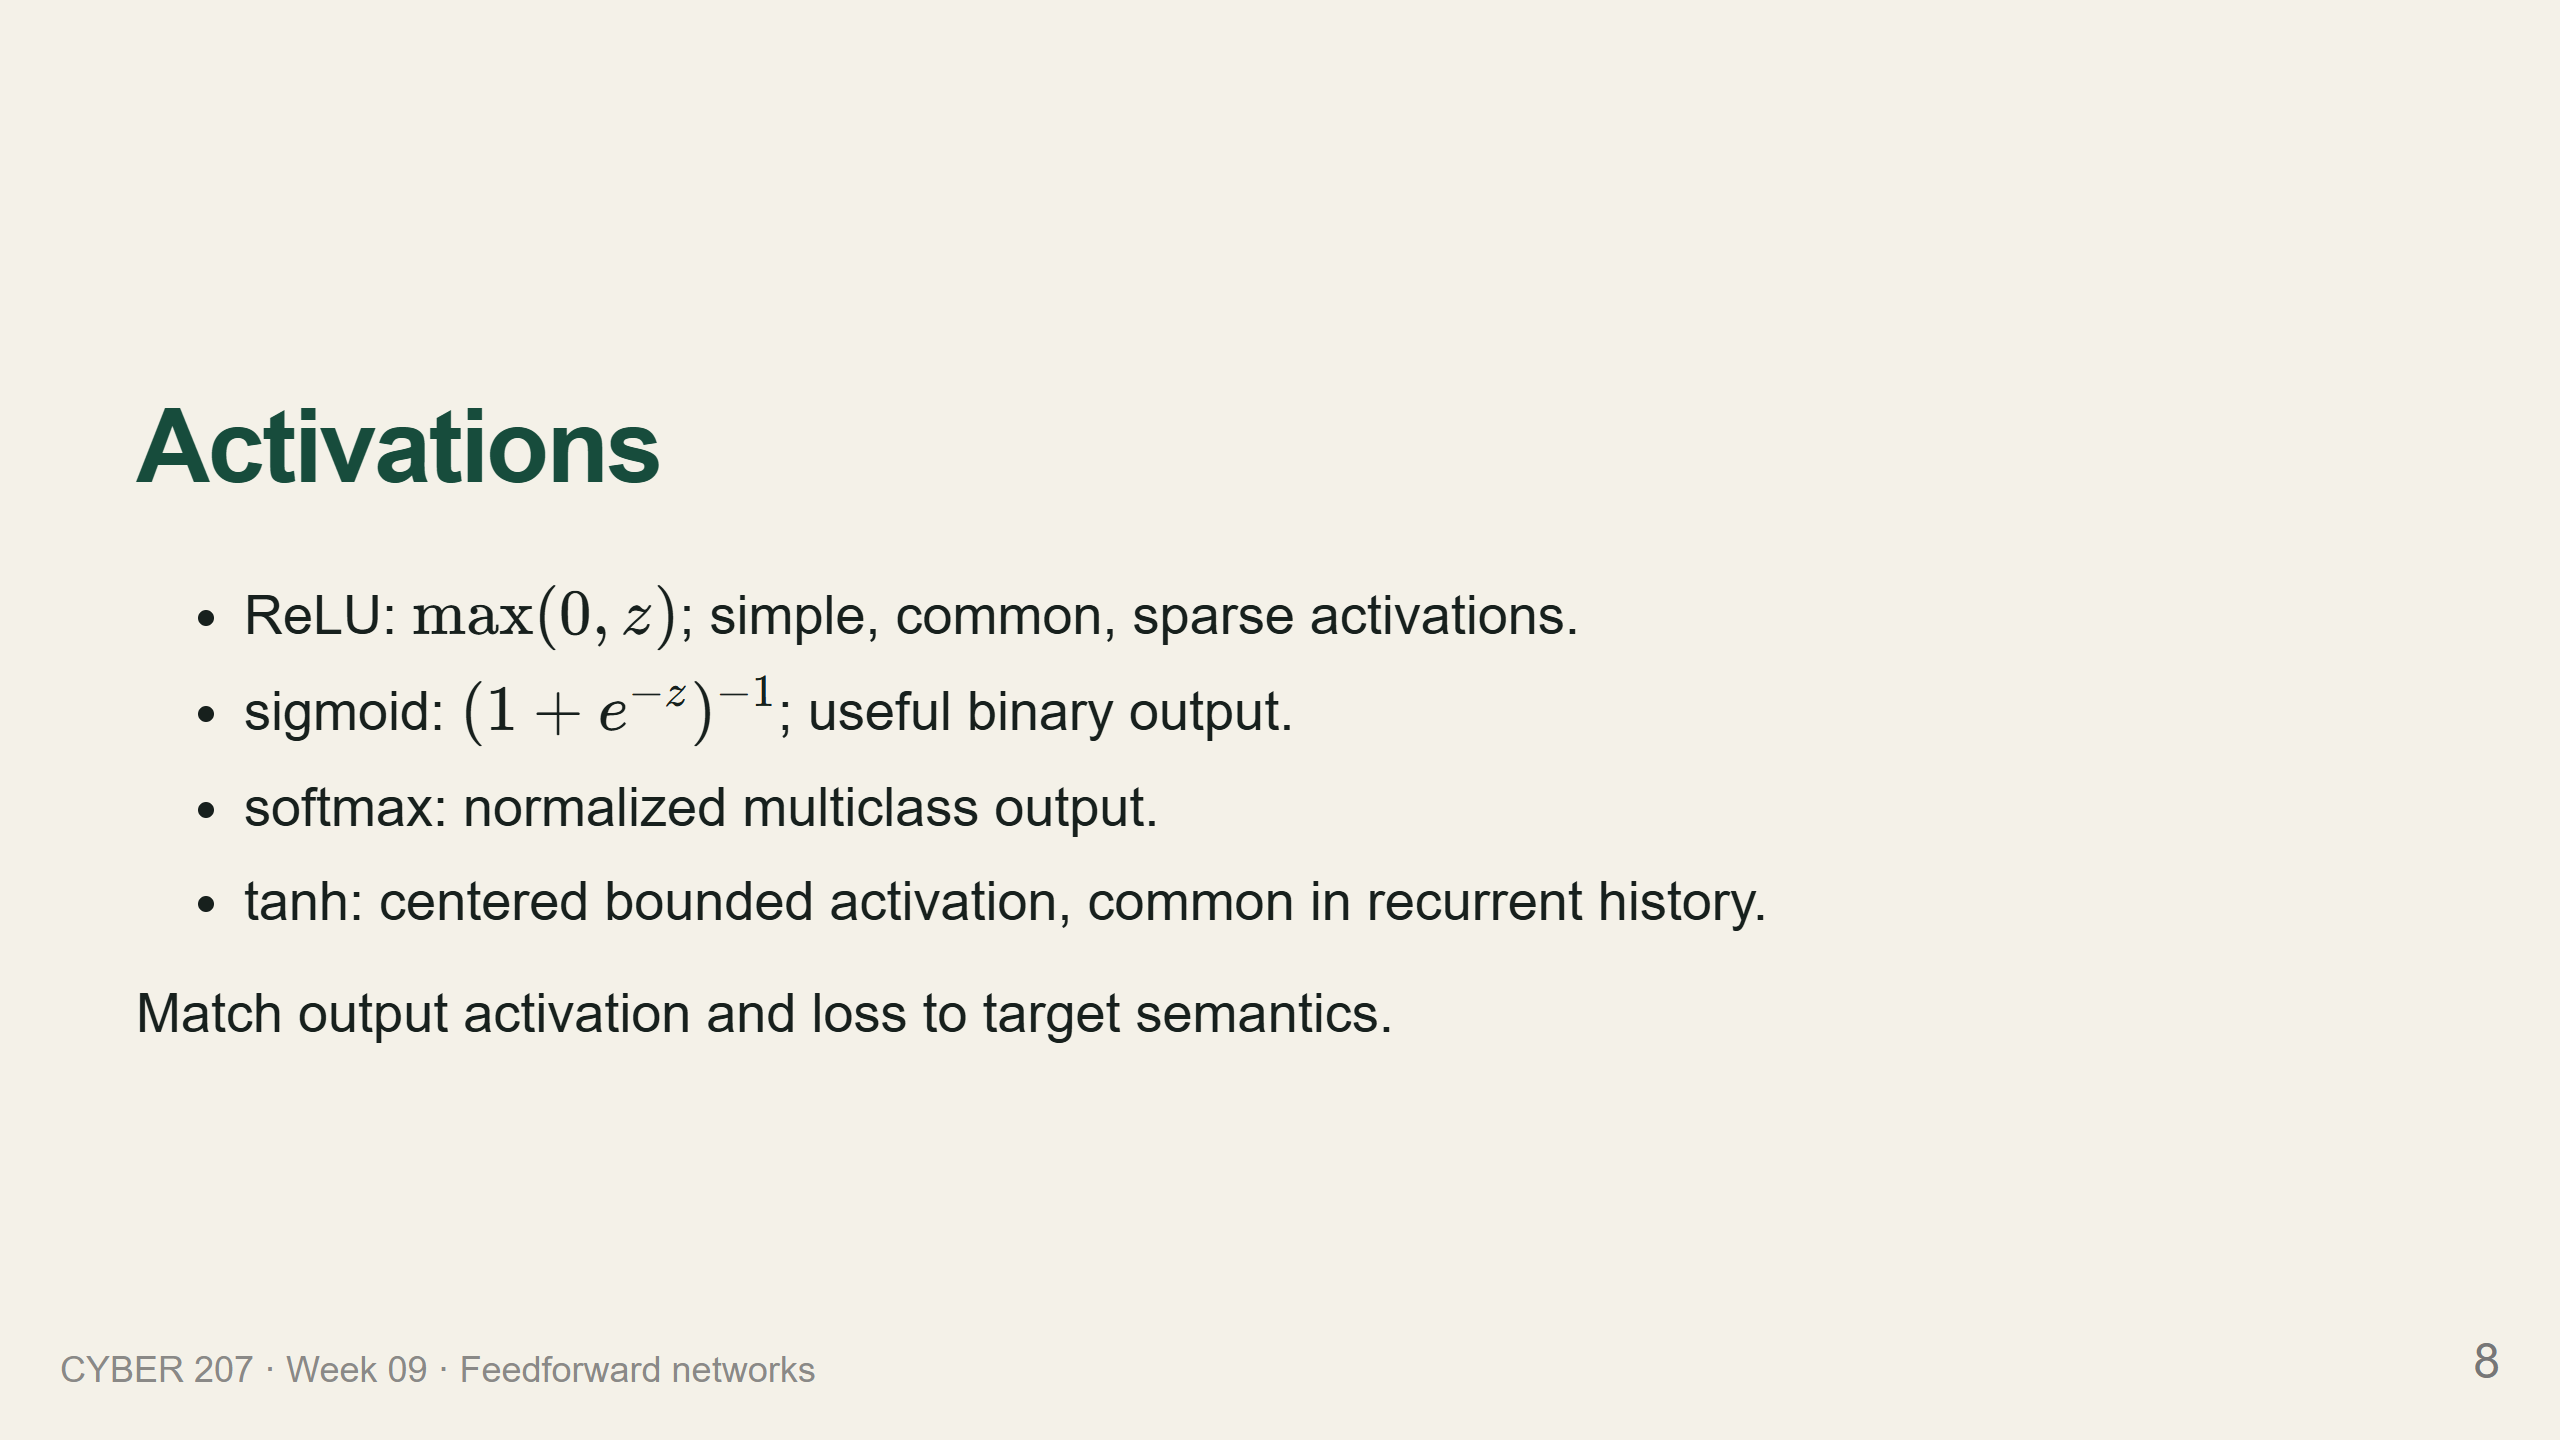 Activations
• ReLU: max(0, z); simple, common, sparse activations.
• sigmoid: (1 + e^{−z})^{−1}; useful binary output.
• softmax: normalized multiclass output.
• tanh: centered bounded activation, common in recurrent history.
Match output activation and loss to target semantics.
CYBER 207 · Week 09 · Feedforward networks
8